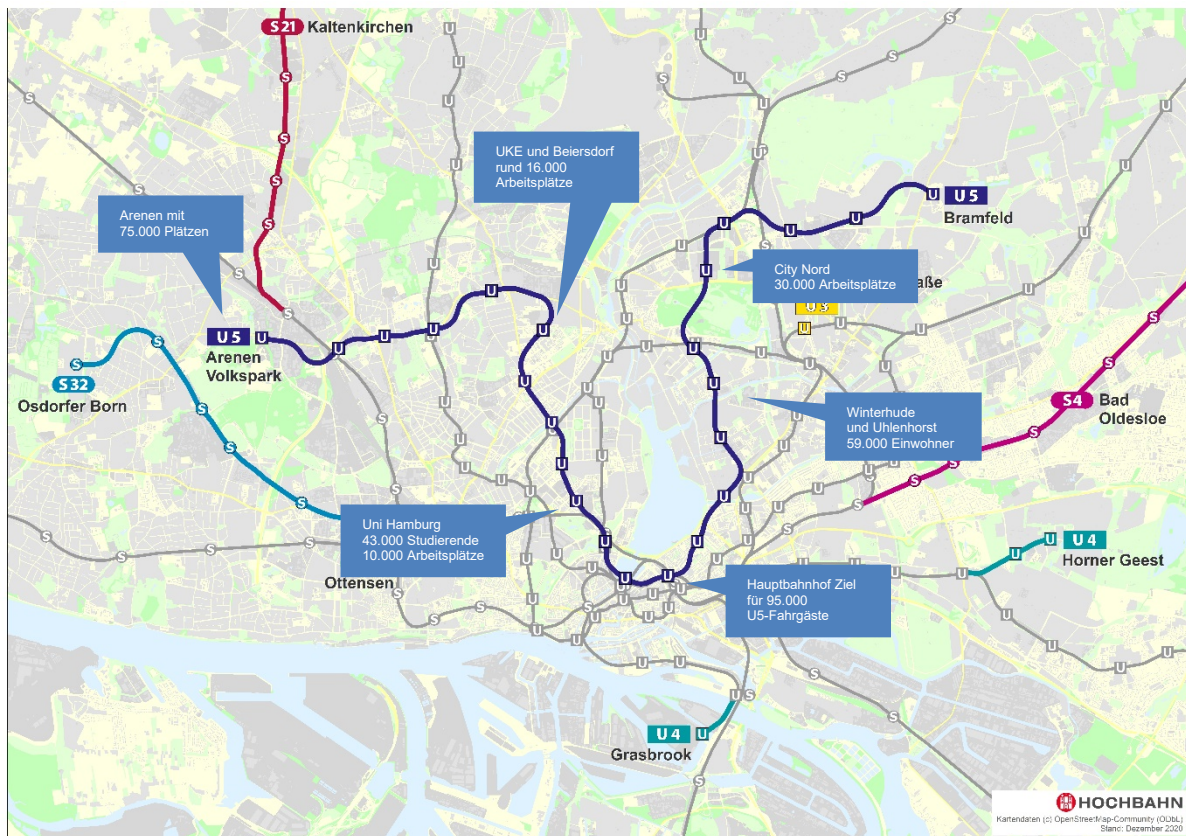 S21 Kaltenkirchen
UKE und Beiersdorf
rund 16.000
Arbeitsplätze
Arenen mit
75.000 Plätzen
U5
Bramfeld
City Nord
30.000 Arbeitsplätze
aße
U3
U5
Arenen
Volkspark
S32
Osdorfer Born
S4 Bad
Oldesloe
Winterhude
und Uhlenhorst
59.000 Einwohner
Uni Hamburg
43.000 Studierende
10.000 Arbeitsplätze
U4
Horner Geest
Ottensen
Hauptbahnhof Ziel
für 95.000
U5-Fahrgäste
U4
Grasbrook
HOCHBAHN
Kartendaten (c) OpenStreetMap-Community (ODbL)
Stand: Dezember 2020